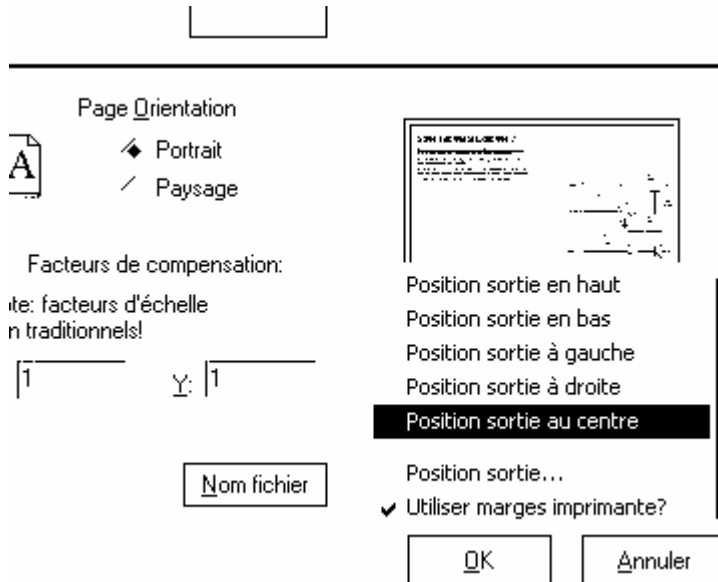 Page Orientation
A
Portrait
Paysage
Facteurs de compensation:
te: facteurs d'échelle
n traditionnels!
1
Y: 1
Nom fichier
Position sortie en haut
Position sortie en bas
Position sortie à gauche
Position sortie à droite
Position sortie au centre
Position sortie...
Utiliser marges imprimante?
OK
Annuler